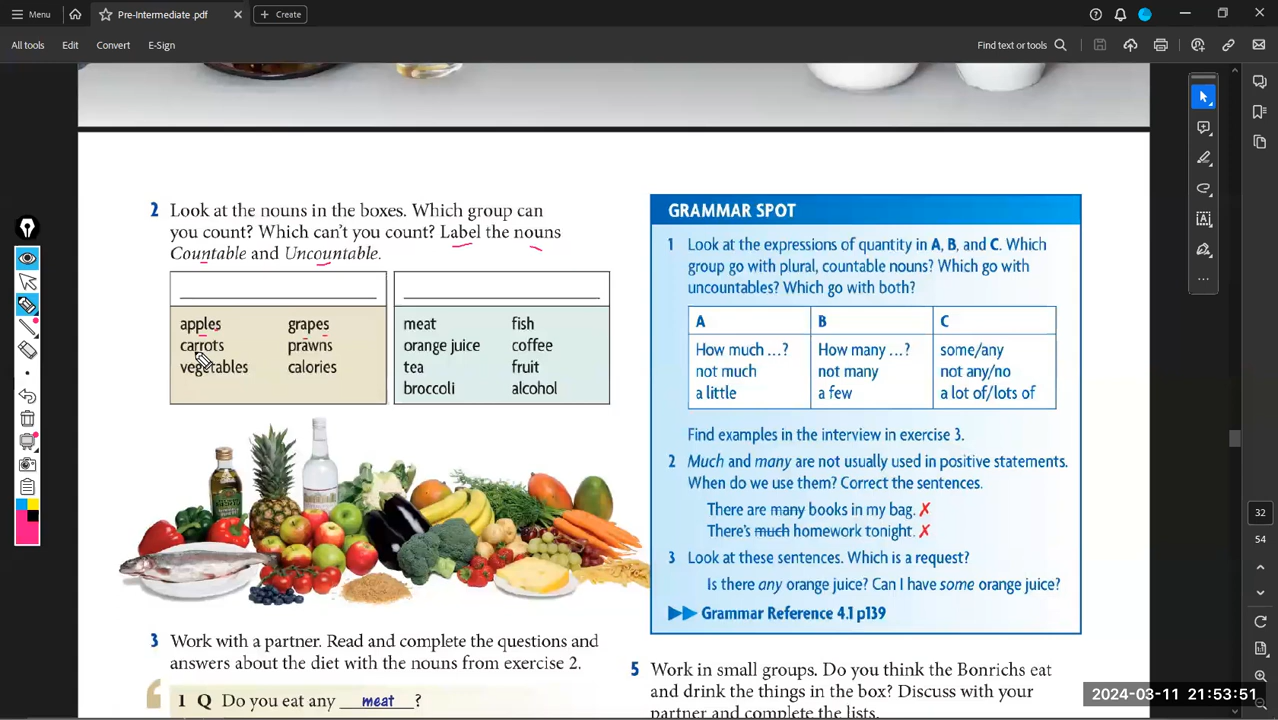 Menu
Pre-Intermediate .pdf
Create
All tools
Edit
Convert
E-Sign
Find text or tools
2 Look at the nouns in the boxes. Which group can
you count? Which can't you count? Label the nouns
Countable and Uncountable.
apples grapes
carrots prawns
vegetables calories
meat fish
orange juice coffee
tea fruit
broccoli alcohol
3 Work with a partner. Read and complete the questions and
answers about the diet with the nouns from exercise 2.
1 Q Do you eat any meat ?
GRAMMAR SPOT
1 Look at the expressions of quantity in A, B, and C. Which
group go with plural, countable nouns? Which go with
uncountables? Which go with both?
A B C
How much …? How many …? some/any
not much not many not any/no
a little a few a lot of/lots of
Find examples in the interview in exercise 3.
2 Much and many are not usually used in positive statements.
When do we use them? Correct the sentences.
There are many books in my bag. ✗
There's much homework tonight. ✗
3 Look at these sentences. Which is a request?
Is there any orange juice? Can I have some orange juice?
▶▶ Grammar Reference 4.1 p139
5 Work in small groups. Do you think the Bonrichs eat
and drink the things in the box? Discuss with your
partner and complete the lists.
32
54
2024-03-11 21:53:51